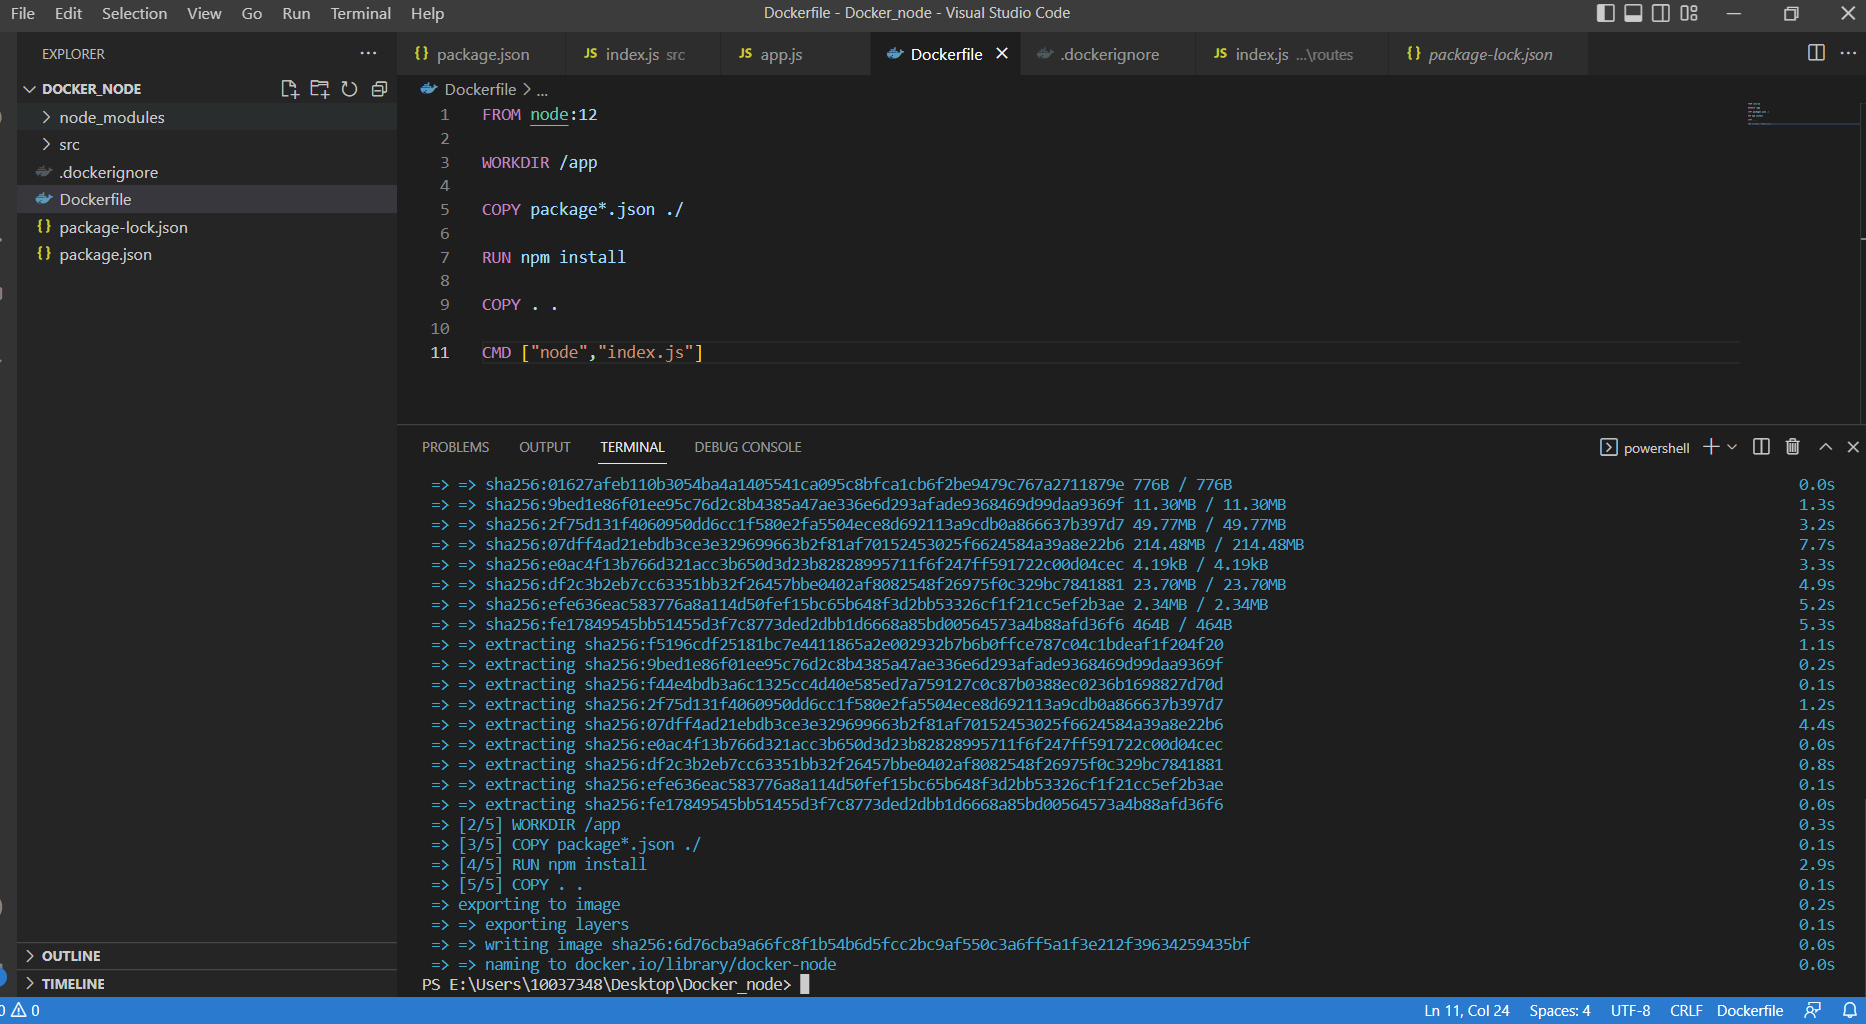 File Edit Selection View Go Run Terminal Help
Dockerfile - Docker_node - Visual Studio Code
EXPLORER
DOCKER_NODE
node_modules
src
.dockerignore
Dockerfile
package-lock.json
package.json
OUTLINE
TIMELINE
{} package.json JS index.js src JS app.js Dockerfile .dockerignore JS index.js ...\routes {} package-lock.json
Dockerfile > ...
1 FROM node:12
2
3 WORKDIR /app
4
5 COPY package*.json ./
6
7 RUN npm install
8
9 COPY . .
10
11 CMD ["node","index.js"]
PROBLEMS OUTPUT TERMINAL DEBUG CONSOLE
powershell
=> => sha256:01627afeb110b3054ba4a1405541ca095c8bfca1cb6f2be9479c767a2711879e 776B / 776B 0.0s
=> => sha256:9bed1e86f01ee95c76d2c8b4385a47ae336e6d293afade9368469d99daa9369f 11.30MB / 11.30MB 1.3s
=> => sha256:2f75d131f4060950dd6cc1f580e2fa5504ece8d692113a9cdb0a866637b397d7 49.77MB / 49.77MB 3.2s
=> => sha256:07dff4ad21ebdb3ce3e329699663b2f81af70152453025f6624584a39a8e22b6 214.48MB / 214.48MB 7.7s
=> => sha256:e0ac4f13b766d321acc3b650d3d23b82828995711f6f247ff591722c00d04cec 4.19kB / 4.19kB 3.3s
=> => sha256:df2c3b2eb7cc63351bb32f26457bbe0402af8082548f26975f0c329bc7841881 23.70MB / 23.70MB 4.9s
=> => sha256:efe636eac583776a8a114d50fef15bc65b648f3d2bb53326cf1f21cc5ef2b3ae 2.34MB / 2.34MB 5.2s
=> => sha256:fe17849545bb51455d3f7c8773ded2dbb1d6668a85bd00564573a4b88afd36f6 464B / 464B 5.3s
=> => extracting sha256:f5196cdf25181bc7e4411865a2e002932b7b6b0ffce787c04c1bdeaf1f204f20 1.1s
=> => extracting sha256:9bed1e86f01ee95c76d2c8b4385a47ae336e6d293afade9368469d99daa9369f 0.2s
=> => extracting sha256:f44e4bdb3a6c1325cc4d40e585ed7a759127c0c87b0388ec0236b1698827d70d 0.1s
=> => extracting sha256:2f75d131f4060950dd6cc1f580e2fa5504ece8d692113a9cdb0a866637b397d7 1.2s
=> => extracting sha256:07dff4ad21ebdb3ce3e329699663b2f81af70152453025f6624584a39a8e22b6 4.4s
=> => extracting sha256:e0ac4f13b766d321acc3b650d3d23b82828995711f6f247ff591722c00d04cec 0.0s
=> => extracting sha256:df2c3b2eb7cc63351bb32f26457bbe0402af8082548f26975f0c329bc7841881 0.8s
=> => extracting sha256:efe636eac583776a8a114d50fef15bc65b648f3d2bb53326cf1f21cc5ef2b3ae 0.1s
=> => extracting sha256:fe17849545bb51455d3f7c8773ded2dbb1d6668a85bd00564573a4b88afd36f6 0.0s
=> [2/5] WORKDIR /app 0.3s
=> [3/5] COPY package*.json ./ 0.1s
=> [4/5] RUN npm install 2.9s
=> [5/5] COPY . . 0.1s
=> exporting to image 0.2s
=> => exporting layers 0.1s
=> => writing image sha256:6d76cba9a66fc8f1b54b6d5fcc2bc9af550c3a6ff5a1f3e212f39634259435bf 0.0s
=> => naming to docker.io/library/docker-node 0.0s
PS E:\Users\10037348\Desktop\Docker_node>
0 0 Ln 11, Col 24 Spaces: 4 UTF-8 CRLF Dockerfile